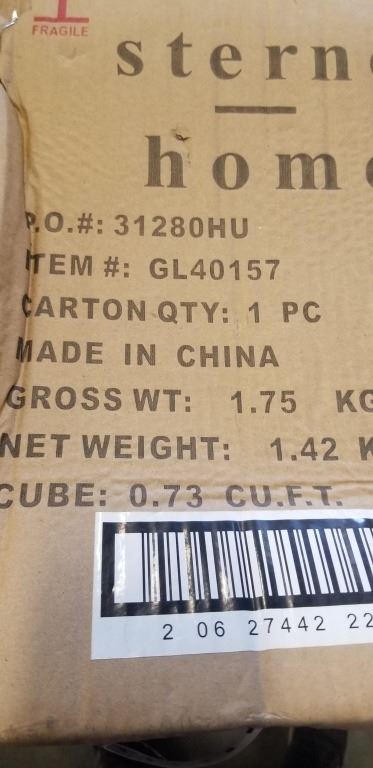 FRAGILE
stern
hom
P.O.#: 31280HU
ITEM #: GL40157
CARTON QTY: 1 PC
MADE IN CHINA
GROSS WT: 1.75 KG
NET WEIGHT: 1.42 K
CUBE: 0.73 CU.F.T.
2 06 27442 22